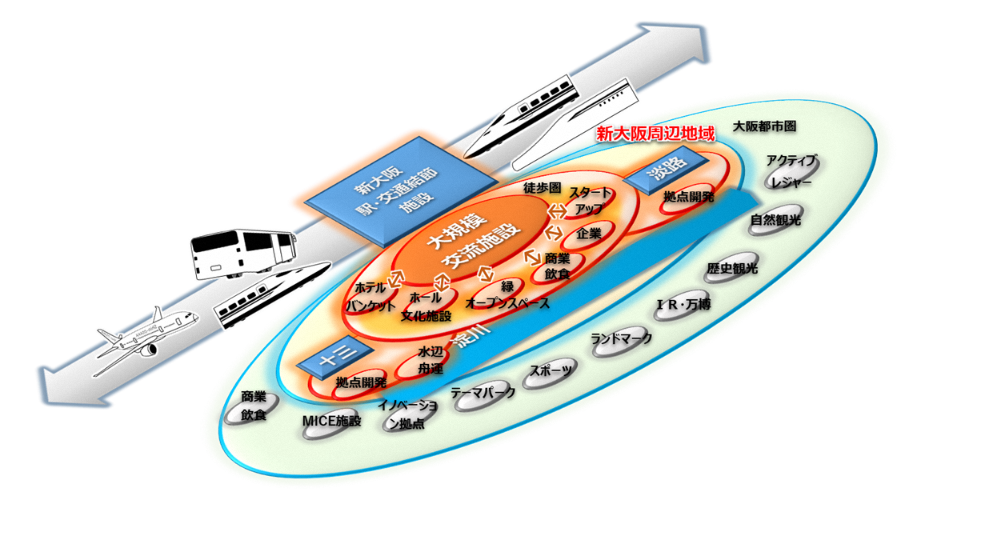 大阪都市圏
新大阪周辺地域
アクティブ
レジャー
淡路
拠点開発
自然観光
新大阪
駅・交通結節
施設
徒歩圏
スタート
アップ
大規模
交流施設
企業
商業
飲食
歴史観光
緑
オープンスペース
ホテル
バンケット
ホール
文化施設
IR・万博
淀川
ランドマーク
十三
水辺
舟運
拠点開発
スポーツ
テーマパーク
イノベーショ
ン拠点
MICE施設
商業
飲食